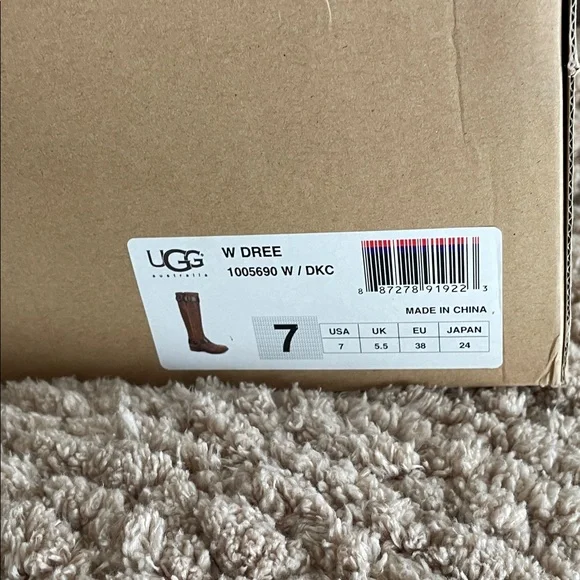 UGG
australia
W DREE
1005690 W / DKC
8 87278 91922 3
MADE IN CHINA
7
USA UK EU JAPAN
7 5.5 38 24